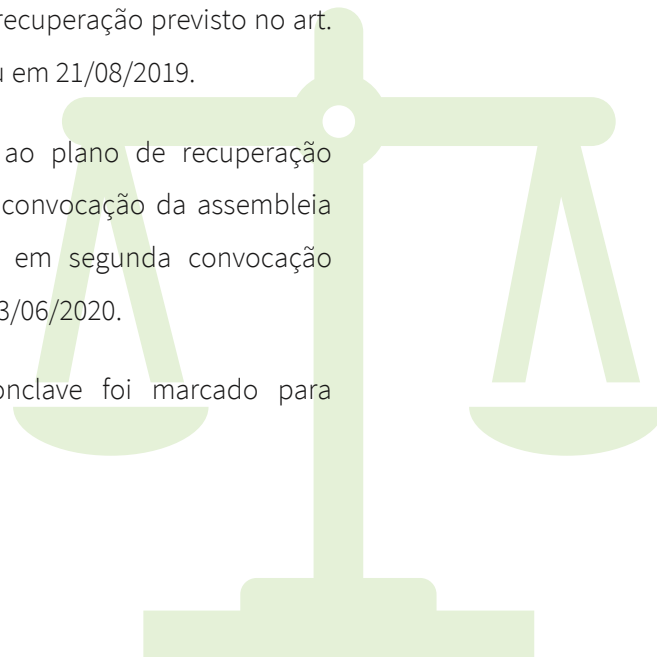 recuperação previsto no art.
em 21/08/2019.
ao plano de recuperação
convocação da assembleia
em segunda convocação
3/06/2020.
onclave foi marcado para